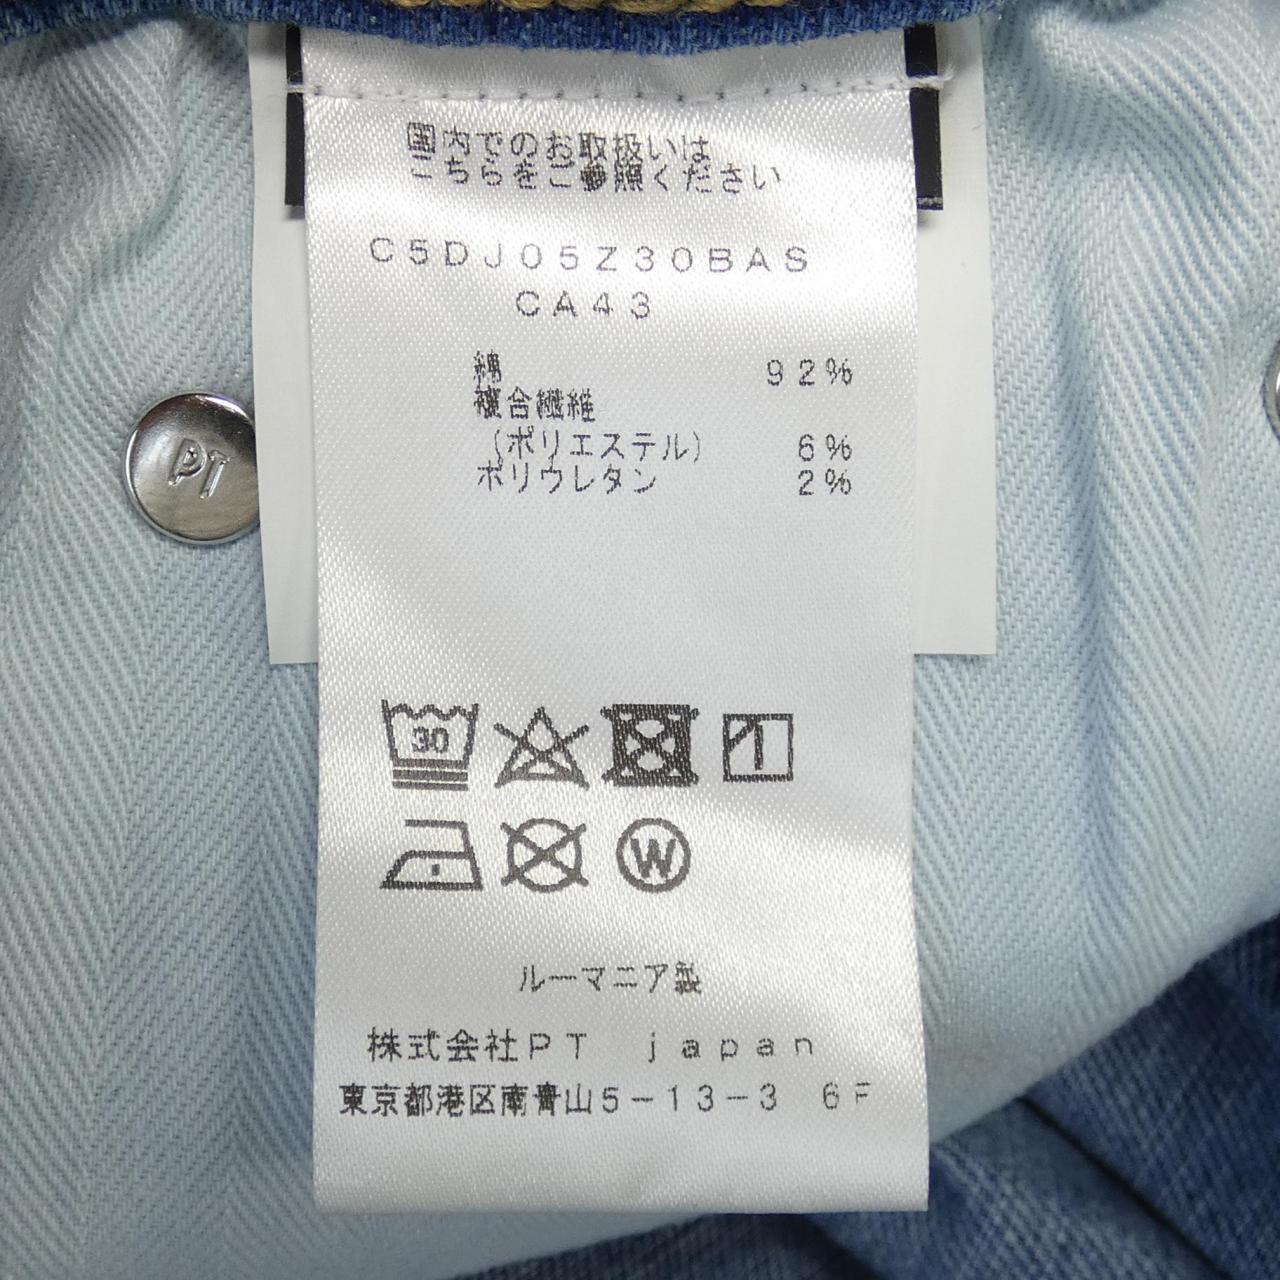 国内でのお取扱いは
こちらをご参照ください
C5DJ05Z30BAS
CA43
綿 92%
複合繊維
(ポリエステル) 6%
ポリウレタン 2%
PT
30
W
ルーマニア製
株式会社PT japan
東京都港区南青山5-13-3 6F